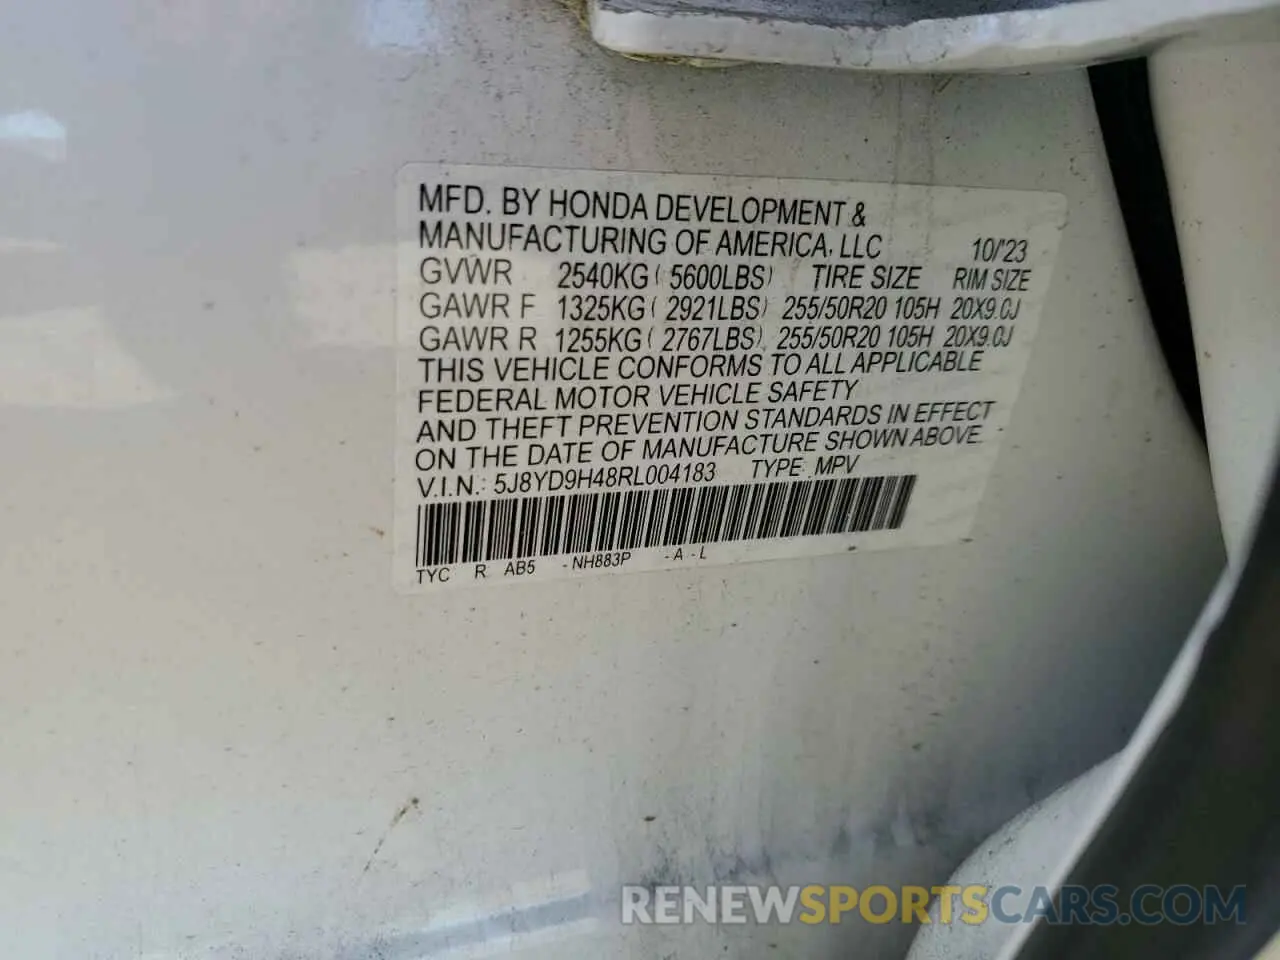 MFD. BY HONDA DEVELOPMENT &
MANUFACTURING OF AMERICA, LLC 10/'23
GVWR 2540KG ( 5600LBS) TIRE SIZE RIM SIZE
GAWR F 1325KG ( 2921LBS) 255/50R20 105H 20X9.0J
GAWR R 1255KG ( 2767LBS) 255/50R20 105H 20X9.0J
THIS VEHICLE CONFORMS TO ALL APPLICABLE
FEDERAL MOTOR VEHICLE SAFETY
AND THEFT PREVENTION STANDARDS IN EFFECT
ON THE DATE OF MANUFACTURE SHOWN ABOVE.
V.I.N.: 5J8YD9H48RL004183 TYPE: MPV
TYC R AB5 - NH883P - A - L
RENEWSPORTSCARS.COM